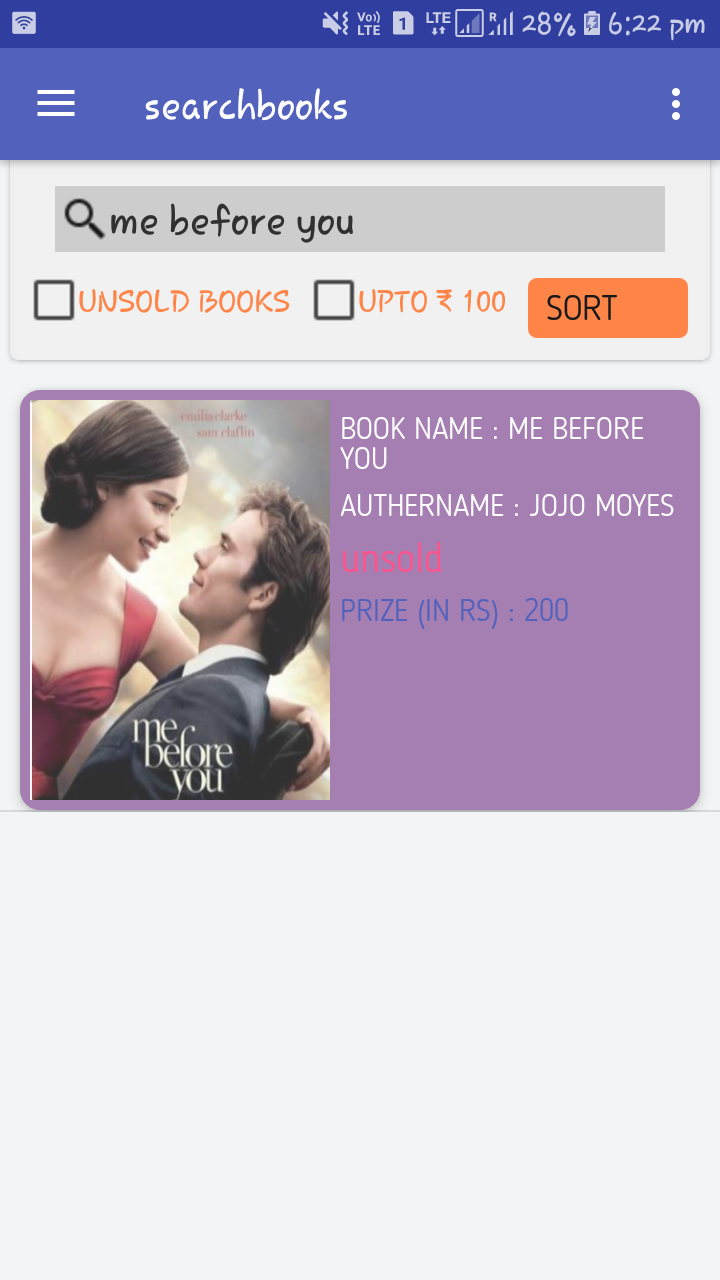 Vo))
LTE
1
LTE
R
28%
6:22 pm
searchbooks
me before you
UNSOLD BOOKS
UPTO ₹ 100
SORT
emilia clarke
sam claflin
me
before
you
BOOK NAME : ME BEFORE
YOU
AUTHERNAME : JOJO MOYES
unsold
PRIZE (IN RS) : 200